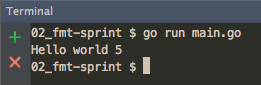 Terminal
02_fmt-sprint $ go run main.go
Hello world 5
02_fmt-sprint $